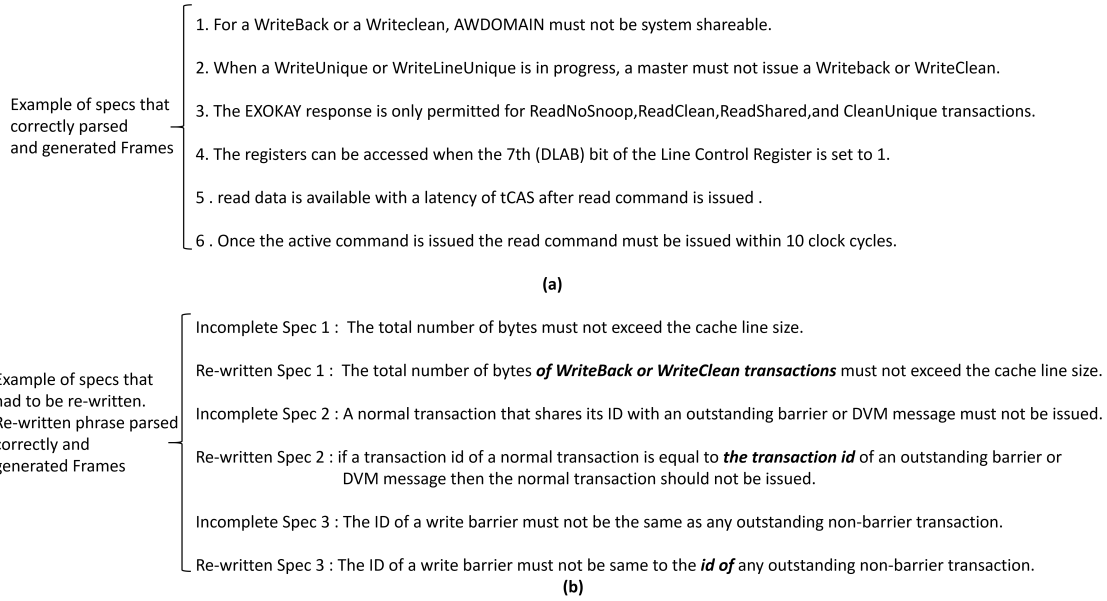 1. For a WriteBack or a Writeclean, AWDOMAIN must not be system shareable.
2. When a WriteUnique or WriteLineUnique is in progress, a master must not issue a Writeback or WriteClean.
Example of specs that
correctly parsed
and generated Frames
3. The EXOKAY response is only permitted for ReadNoSnoop,ReadClean,ReadShared,and CleanUnique transactions.
4. The registers can be accessed when the 7th (DLAB) bit of the Line Control Register is set to 1.
5 . read data is available with a latency of tCAS after read command is issued .
6 . Once the active command is issued the read command must be issued within 10 clock cycles.
(a)
Incomplete Spec 1 : The total number of bytes must not exceed the cache line size.
Re-written Spec 1 : The total number of bytes of WriteBack or WriteClean transactions must not exceed the cache line size.
Example of specs that
had to be re-written.
Re-written phrase parsed
correctly and
generated Frames
Incomplete Spec 2 : A normal transaction that shares its ID with an outstanding barrier or DVM message must not be issued.
Re-written Spec 2 : if a transaction id of a normal transaction is equal to the transaction id of an outstanding barrier or
DVM message then the normal transaction should not be issued.
Incomplete Spec 3 : The ID of a write barrier must not be the same as any outstanding non-barrier transaction.
Re-written Spec 3 : The ID of a write barrier must not be same to the id of any outstanding non-barrier transaction.
(b)